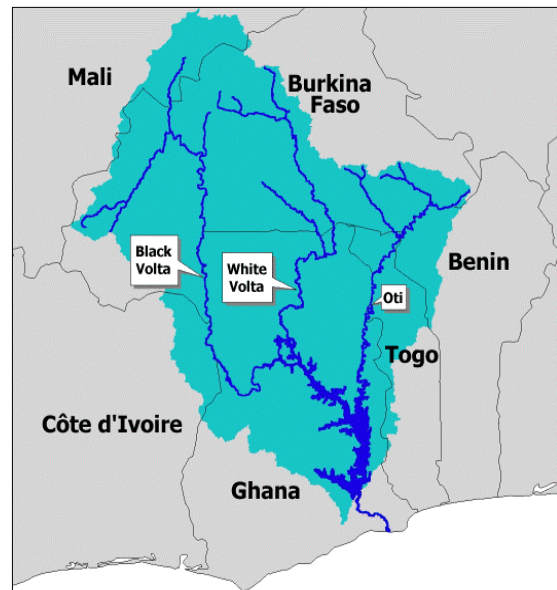 Mali
Burkina
Faso
Black
Volta
White
Volta
Benin
Oti
Togo
Côte d'Ivoire
Ghana